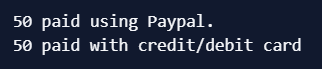 50 paid using Paypal.
50 paid with credit/debit card